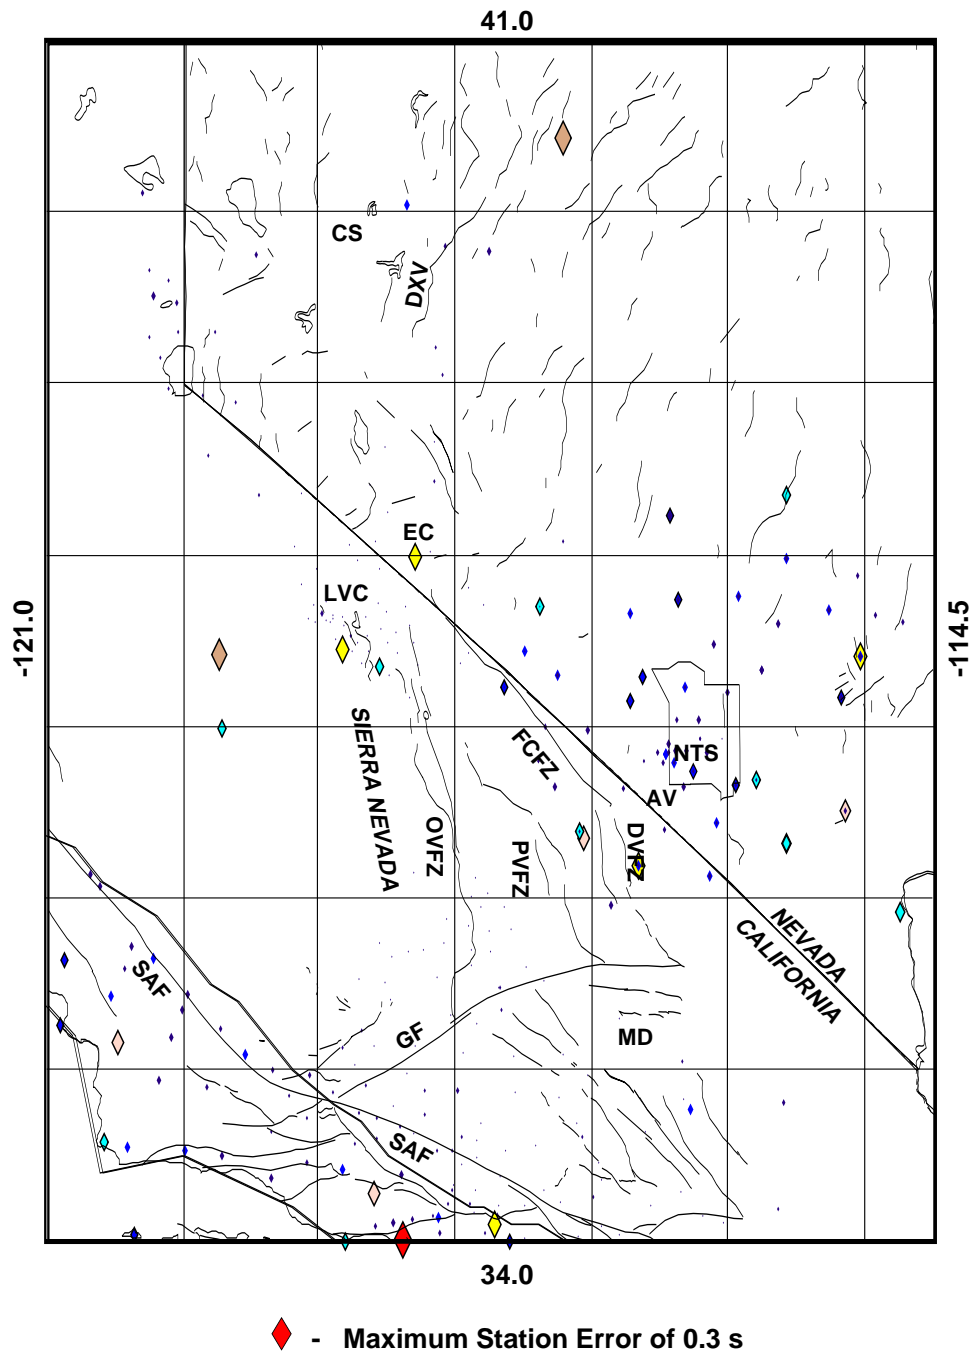 41.0
CS
DXV
EC
LVC
-121.0
-114.5
SIERRA NEVADA
FCFZ
NTS
AV
OVFZ
PVFZ
DVFZ
NEVADA
CALIFORNIA
SAF
GF
MD
SAF
34.0
- Maximum Station Error of 0.3 s